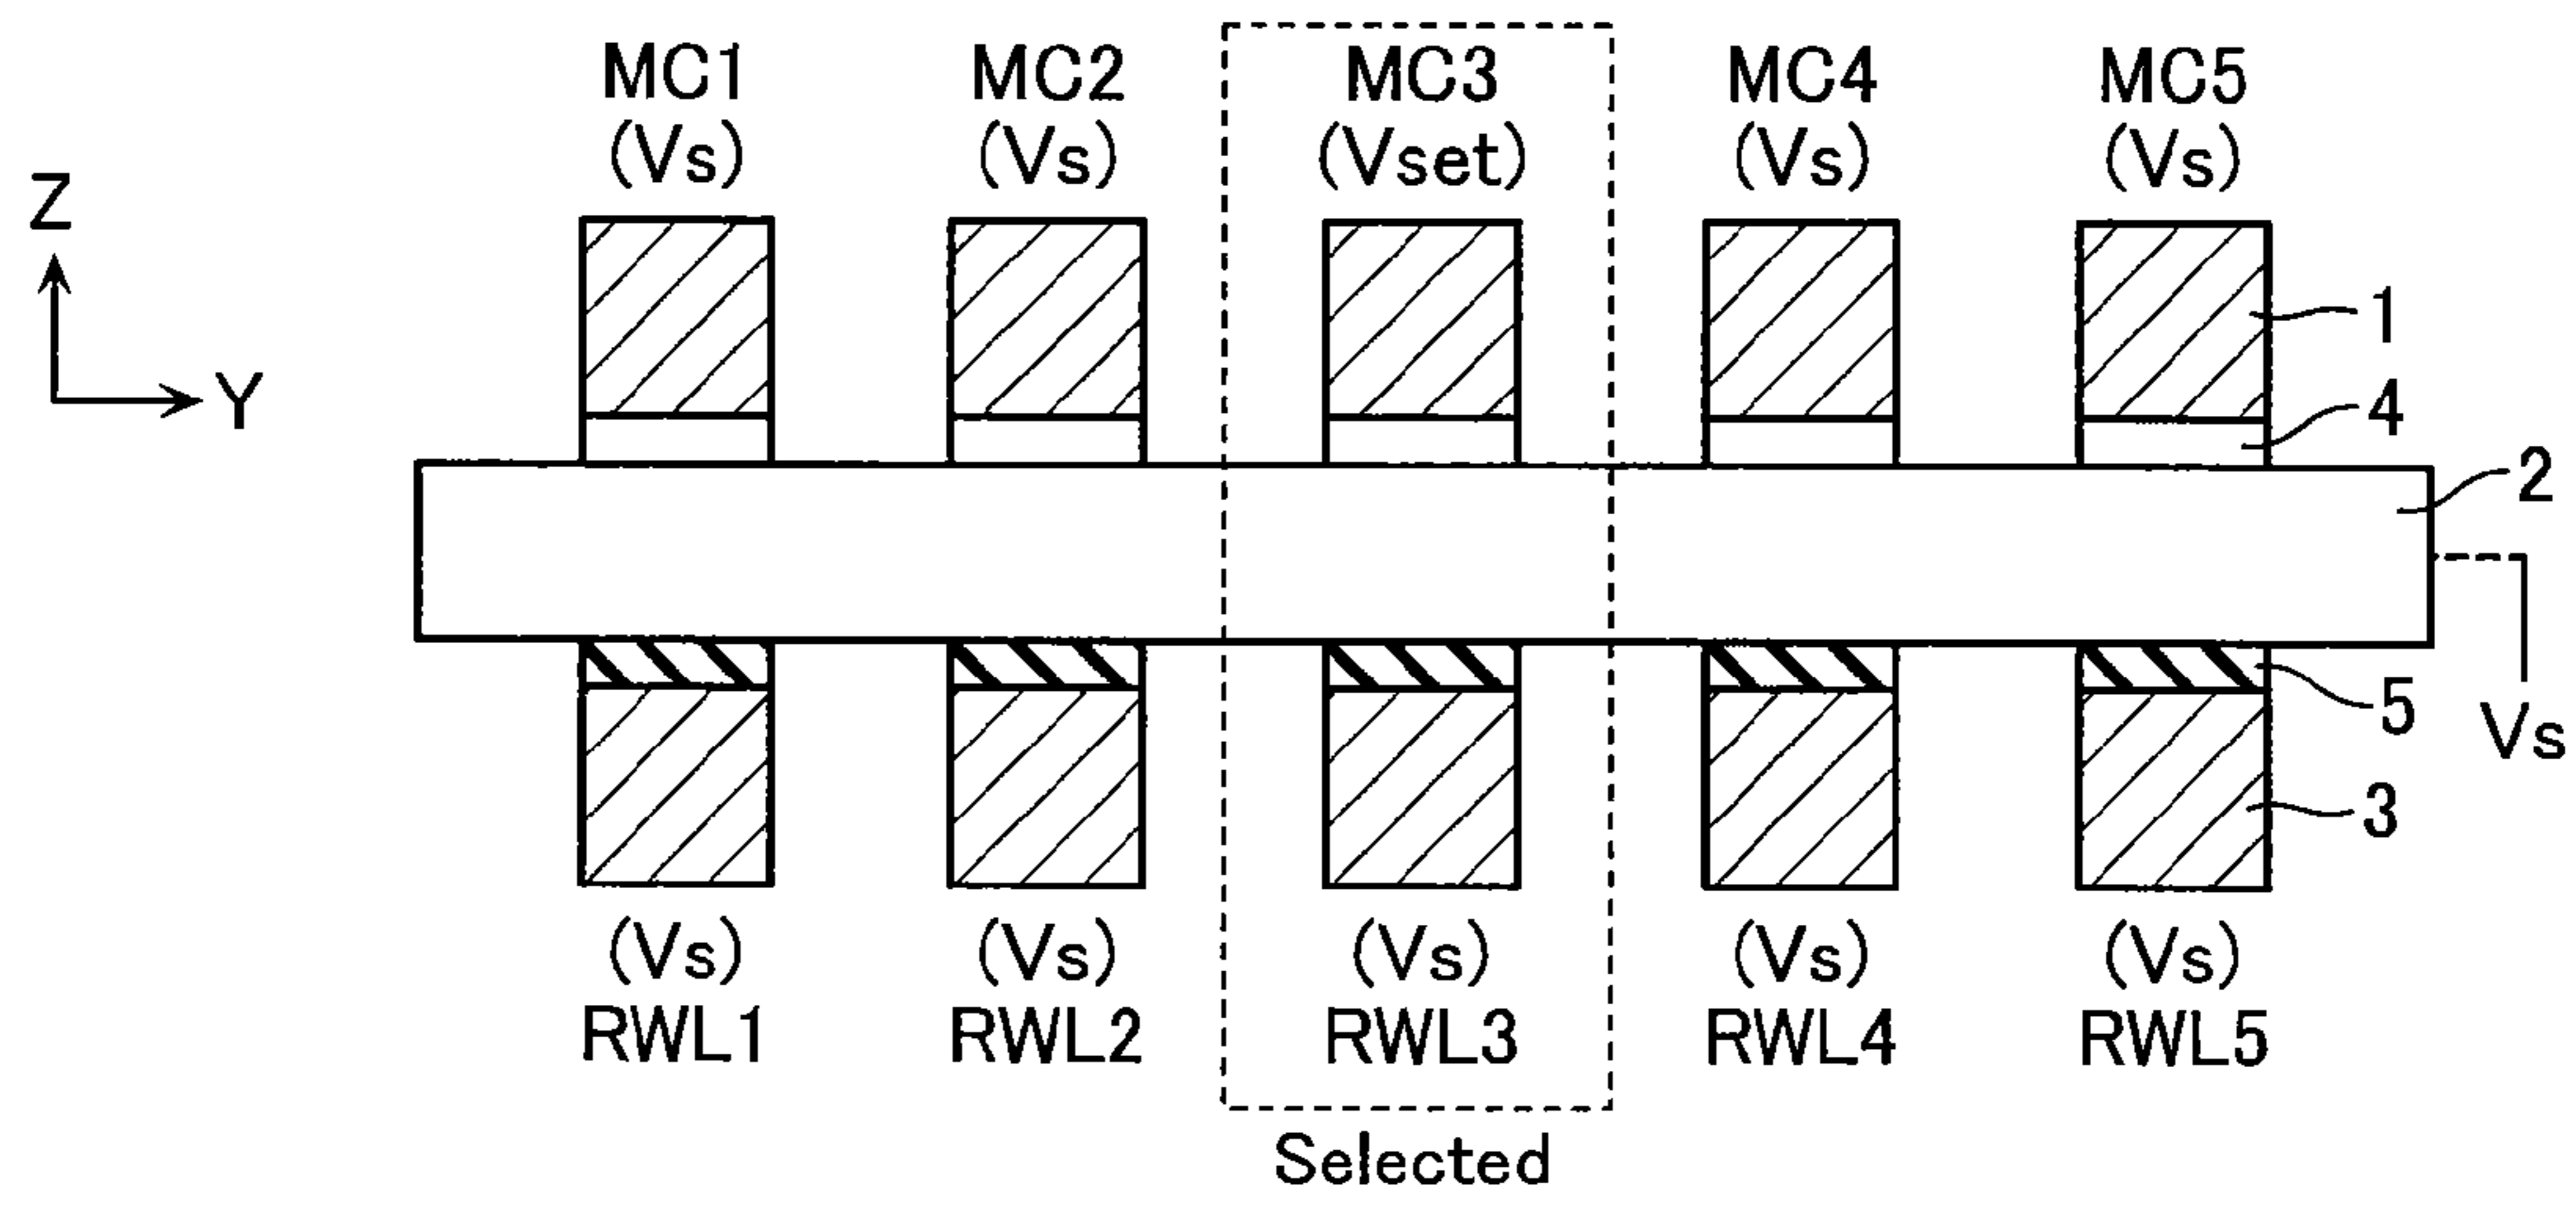 MC1 MC2 MC3 MC4 MC5
(Vs) (Vs) (Vset) (Vs) (Vs)
Z
Y
1
4
2
5
Vs
3
(Vs) (Vs) (Vs) (Vs) (Vs)
RWL1 RWL2 RWL3 RWL4 RWL5
Selected